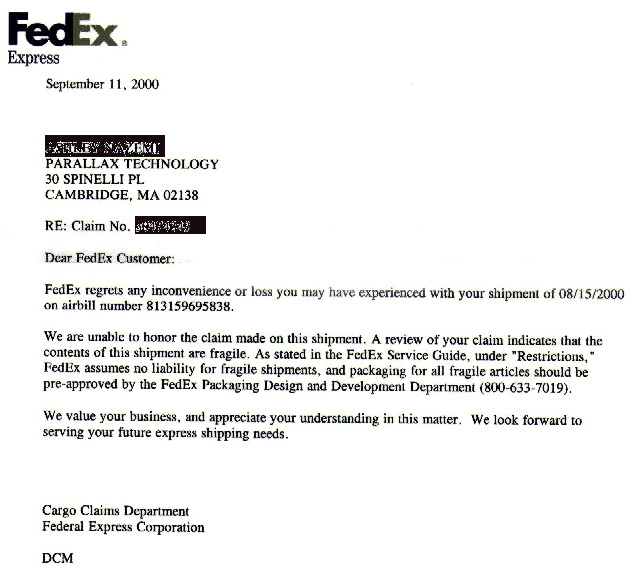 FedEx®
Express
September 11, 2000
PARALLAX TECHNOLOGY
30 SPINELLI PL
CAMBRIDGE, MA 02138
RE: Claim No.
Dear FedEx Customer:
FedEx regrets any inconvenience or loss you may have experienced with your shipment of 08/15/2000
on airbill number 813159695838.
We are unable to honor the claim made on this shipment. A review of your claim indicates that the
contents of this shipment are fragile. As stated in the FedEx Service Guide, under "Restrictions,"
FedEx assumes no liability for fragile shipments, and packaging for all fragile articles should be
pre-approved by the FedEx Packaging Design and Development Department (800-633-7019).
We value your business, and appreciate your understanding in this matter. We look forward to
serving your future express shipping needs.
Cargo Claims Department
Federal Express Corporation
DCM